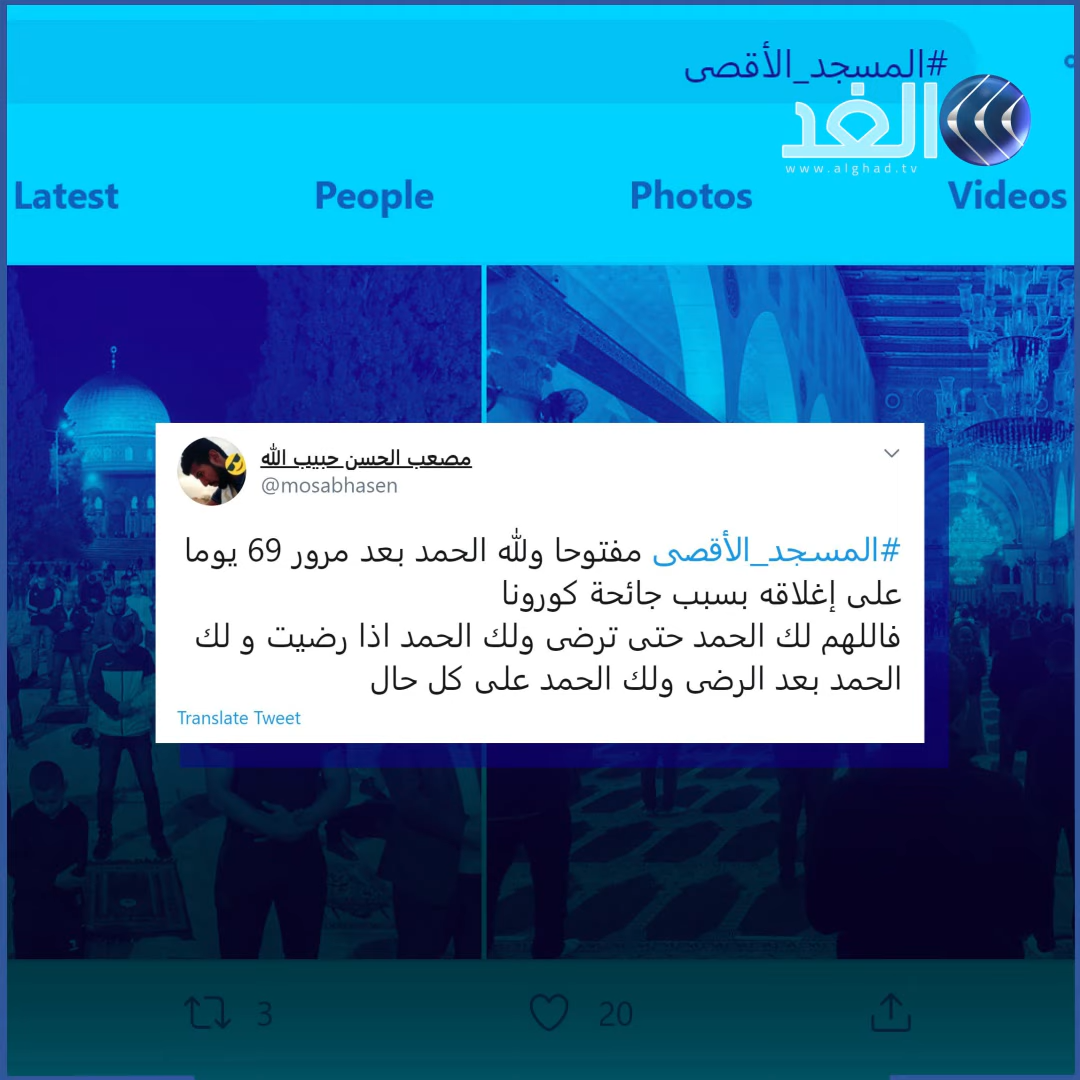 #المسجد_الأقصى
الغد
www.alghad.tv
Latest People Photos Videos
مصعب الحسن حبيب الله
@mosabhasen
#المسجد_الأقصى مفتوحا ولله الحمد بعد مرور 69 يوما
على إغلاقه بسبب جائحة كورونا
فاللهم لك الحمد حتى ترضى ولك الحمد اذا رضيت و لك
الحمد بعد الرضى ولك الحمد على كل حال
Translate Tweet
3 20